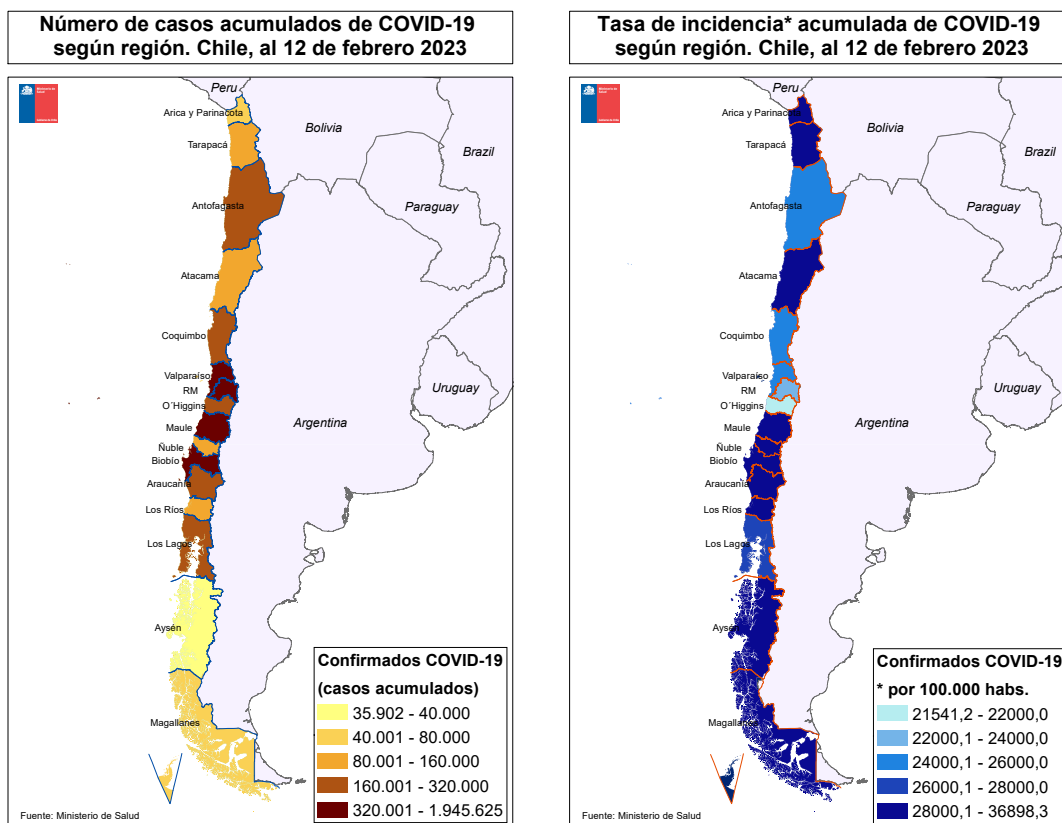 Número de casos acumulados de COVID-19
según región. Chile, al 12 de febrero 2023
Peru
Arica y Parinacota
Bolivia
Tarapacá
Brazil
Antofagasta
Paraguay
Atacama
Coquimbo
Valparaíso
RM
Uruguay
O´Higgins
Maule
Argentina
Ñuble
Biobío
Araucanía
Los Ríos
Los Lagos
Aysén
Magallanes
Confirmados COVID-19
(casos acumulados)
35.902 - 40.000
40.001 - 80.000
80.001 - 160.000
160.001 - 320.000
320.001 - 1.945.625
Fuente: Ministerio de Salud
Tasa de incidencia* acumulada de COVID-19
según región. Chile, al 12 de febrero 2023
Peru
Arica y Parinacota
Bolivia
Tarapacá
Brazil
Antofagasta
Paraguay
Atacama
Coquimbo
Valparaíso
RM
Uruguay
O´Higgins
Maule
Argentina
Ñuble
Biobío
Araucanía
Los Ríos
Los Lagos
Aysén
Magallanes
Confirmados COVID-19
* por 100.000 habs.
21541,2 - 22000,0
22000,1 - 24000,0
24000,1 - 26000,0
26000,1 - 28000,0
28000,1 - 36898,3
Fuente: Ministerio de Salud